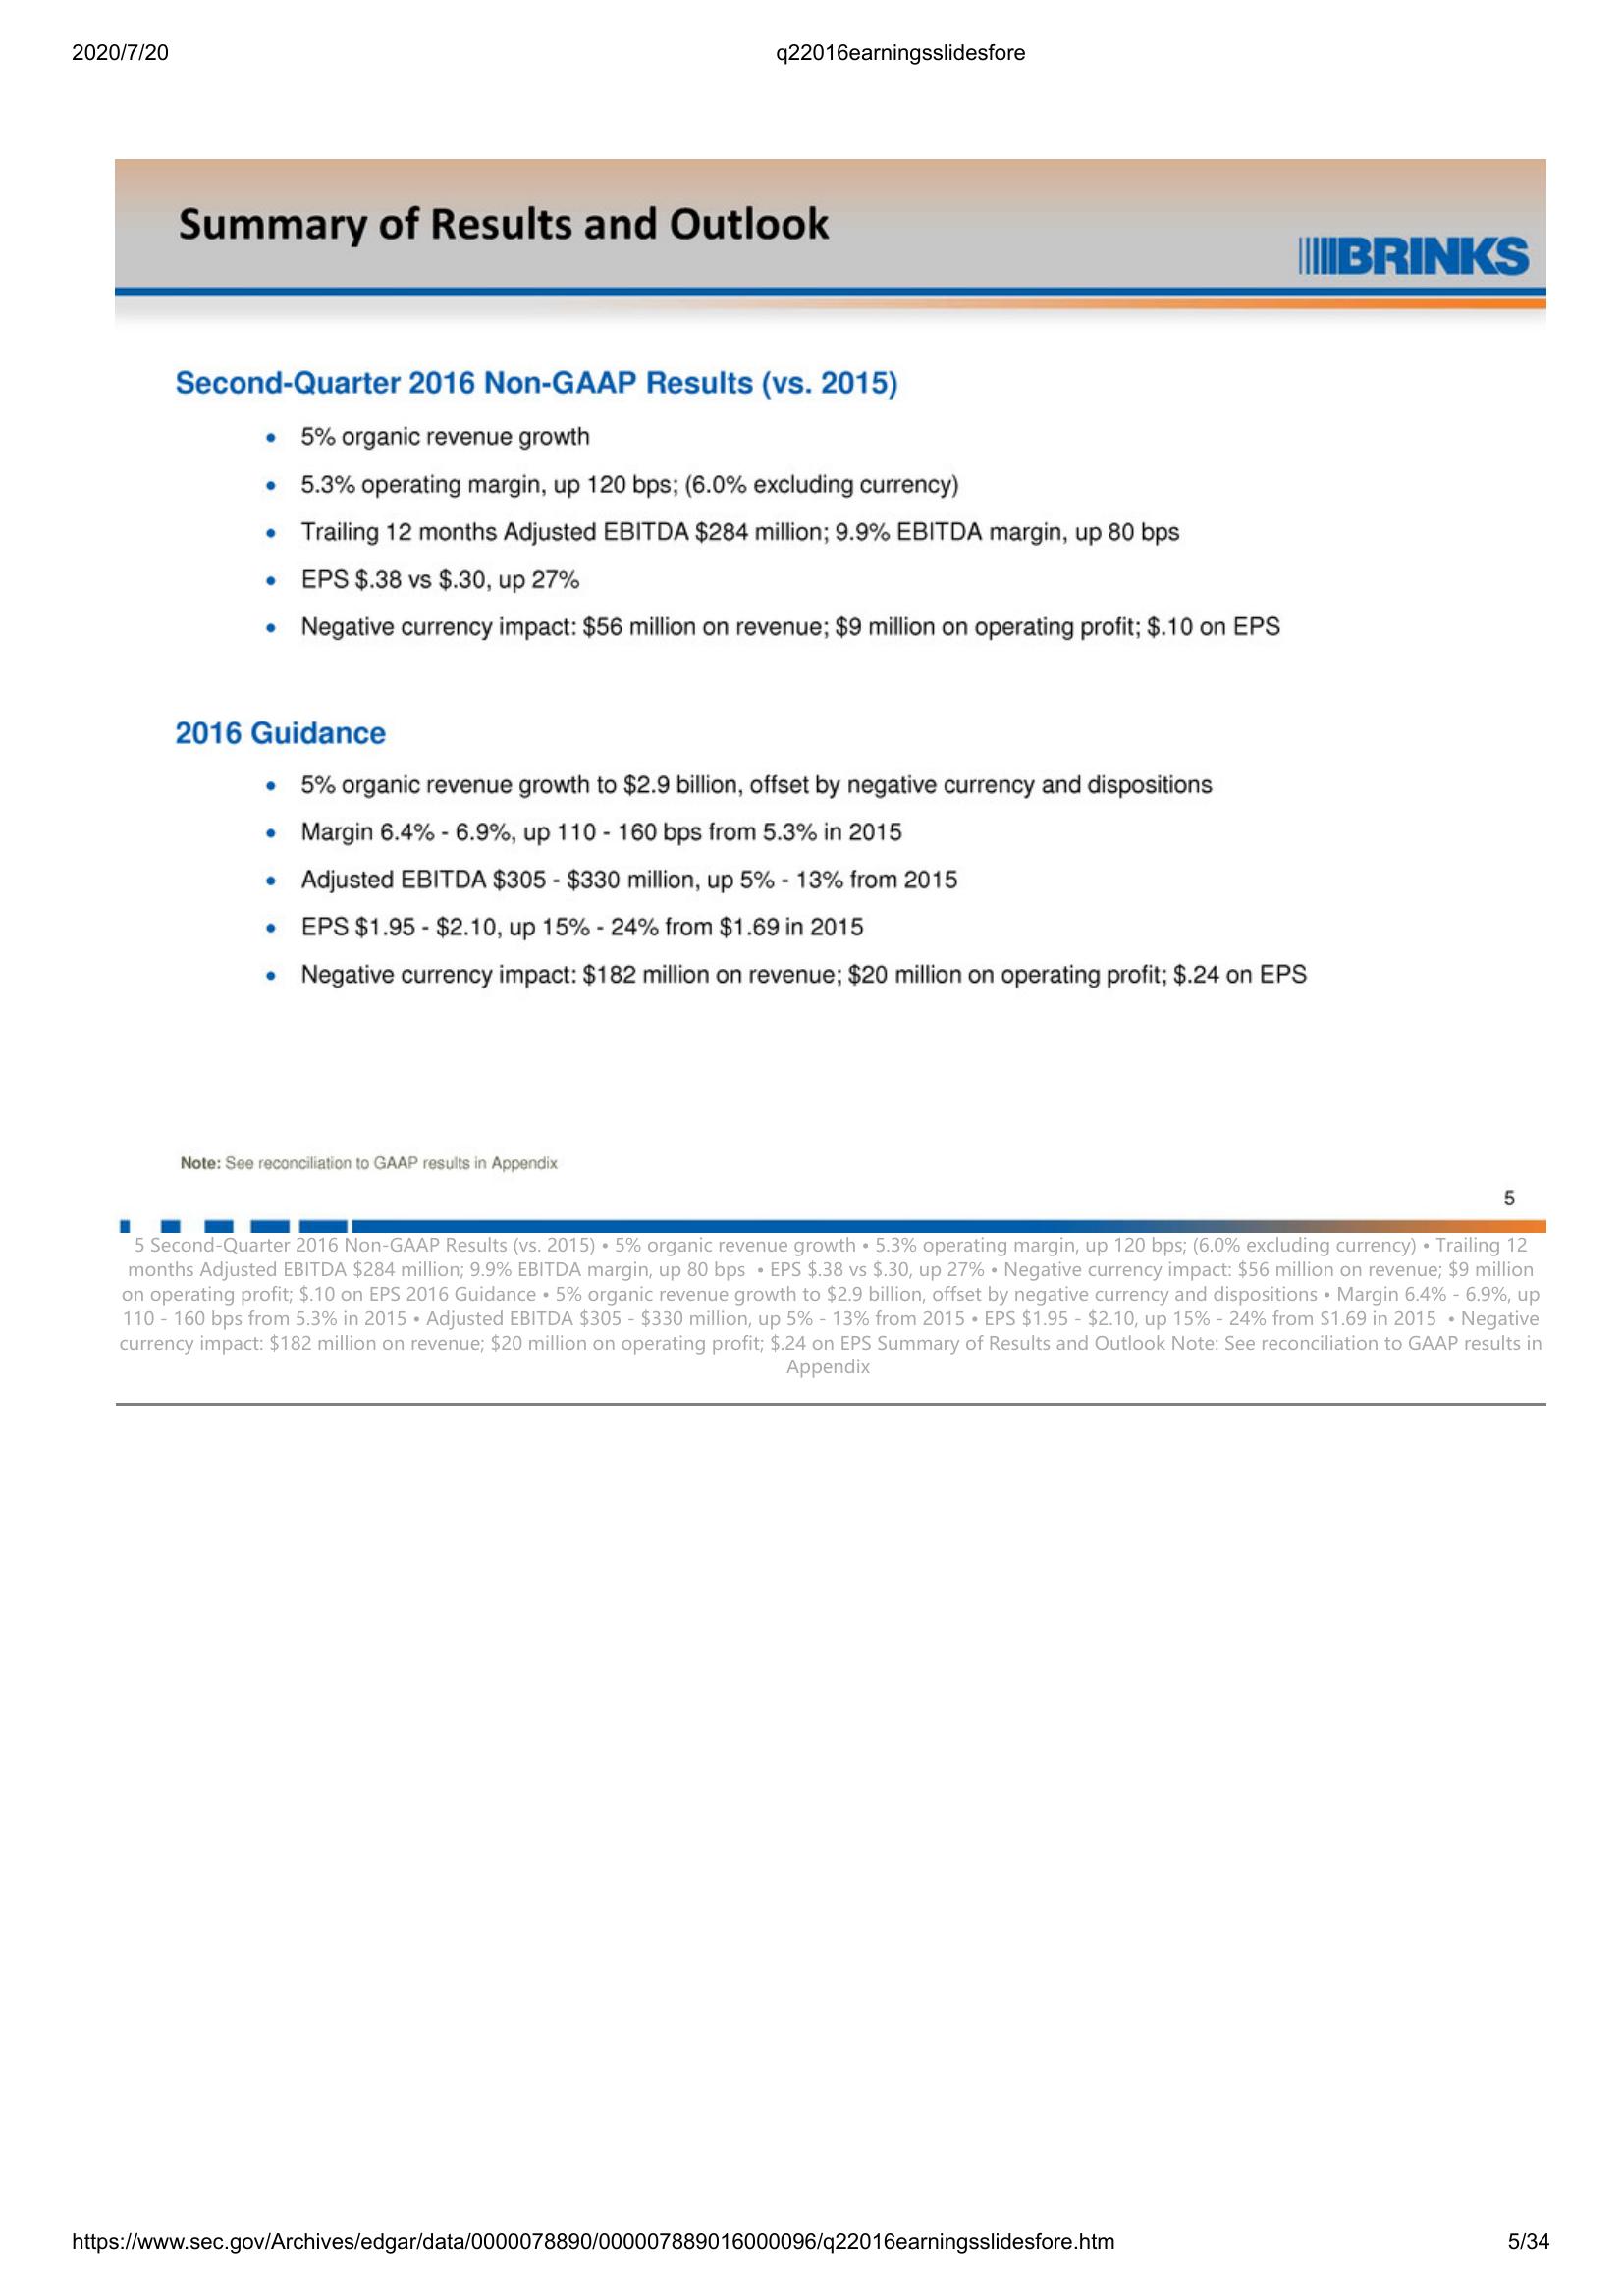 2020/7/20 q22016earningsslidesfore
Summary of Results and Outlook
BRINKS
Second-Quarter 2016 Non-GAAP Results (vs. 2015)
• 5% organic revenue growth
• 5.3% operating margin, up 120 bps; (6.0% excluding currency)
• Trailing 12 months Adjusted EBITDA $284 million; 9.9% EBITDA margin, up 80 bps
• EPS $.38 vs $.30, up 27%
• Negative currency impact: $56 million on revenue; $9 million on operating profit; $.10 on EPS
2016 Guidance
• 5% organic revenue growth to $2.9 billion, offset by negative currency and dispositions
• Margin 6.4% - 6.9%, up 110 - 160 bps from 5.3% in 2015
• Adjusted EBITDA $305 - $330 million, up 5% - 13% from 2015
• EPS $1.95 - $2.10, up 15% - 24% from $1.69 in 2015
• Negative currency impact: $182 million on revenue; $20 million on operating profit; $.24 on EPS
Note: See reconciliation to GAAP results in Appendix
5
5 Second-Quarter 2016 Non-GAAP Results (vs. 2015) • 5% organic revenue growth • 5.3% operating margin, up 120 bps; (6.0% excluding currency) • Trailing 12
months Adjusted EBITDA $284 million; 9.9% EBITDA margin, up 80 bps • EPS $.38 vs $.30, up 27% • Negative currency impact: $56 million on revenue; $9 million
on operating profit; $.10 on EPS 2016 Guidance • 5% organic revenue growth to $2.9 billion, offset by negative currency and dispositions • Margin 6.4% - 6.9%, up
110 - 160 bps from 5.3% in 2015 • Adjusted EBITDA $305 - $330 million, up 5% - 13% from 2015 • EPS $1.95 - $2.10, up 15% - 24% from $1.69 in 2015 • Negative
currency impact: $182 million on revenue; $20 million on operating profit; $.24 on EPS Summary of Results and Outlook Note: See reconciliation to GAAP results in
Appendix
https://www.sec.gov/Archives/edgar/data/0000078890/000007889016000096/q22016earningsslidesfore.htm 5/34